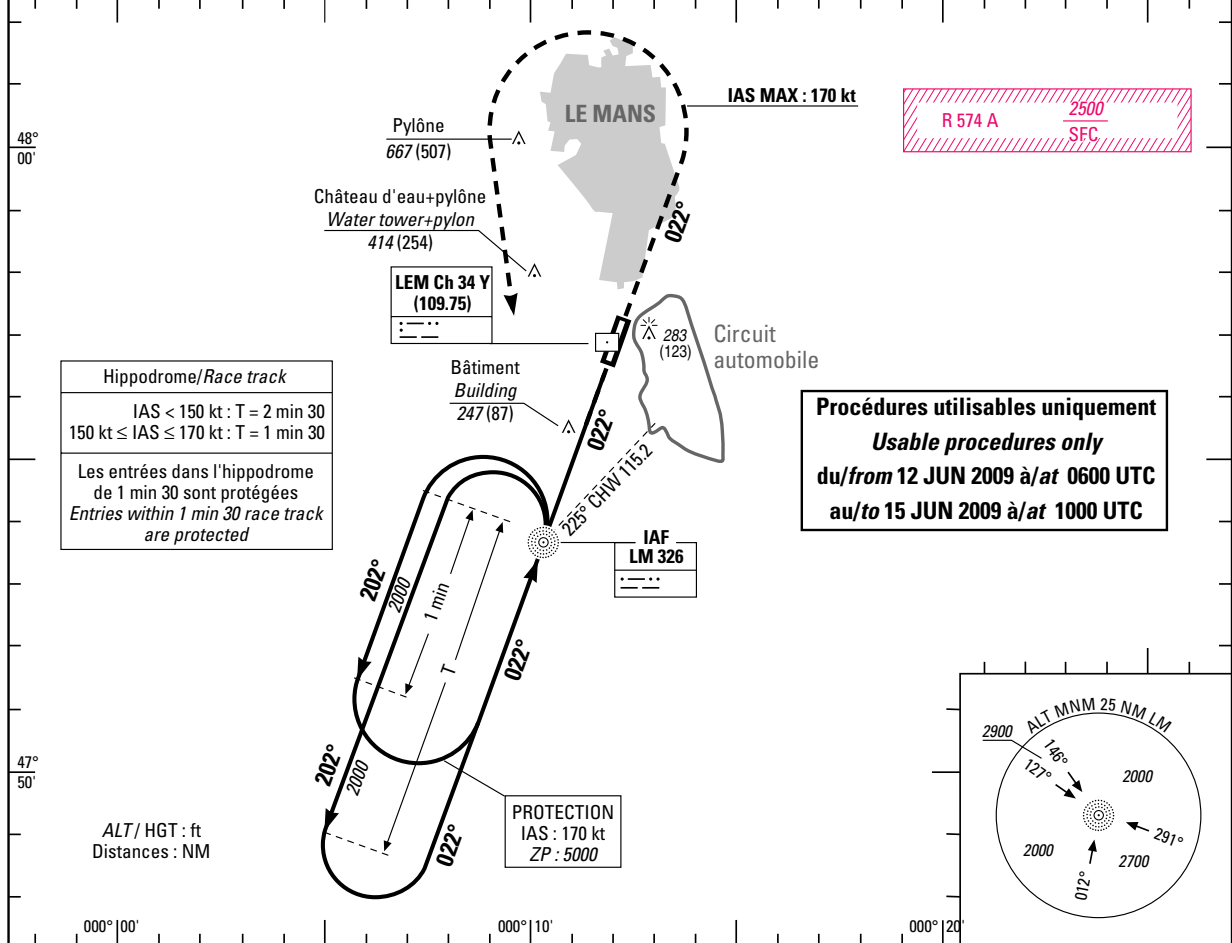 IAS MAX : 170 kt
LE MANS
R 574 A
2500
SFC
48°
00'
Pylône
667 (507)
Château d'eau+pylône
Water tower+pylon
414 (254)
022°
LEM Ch 34 Y
(109.75)
283
(123)
Circuit
automobile
Bâtiment
Building
247 (87)
022°
Hippodrome/Race track
IAS < 150 kt : T = 2 min 30
150 kt ≤ IAS ≤ 170 kt : T = 1 min 30
Les entrées dans l'hippodrome
de 1 min 30 sont protégées
Entries within 1 min 30 race track
are protected
Procédures utilisables uniquement
Usable procedures only
du/from 12 JUN 2009 à/at 0600 UTC
au/to 15 JUN 2009 à/at 1000 UTC
225° CHW 115.2
IAF
LM 326
202°
2000
1 min
T
022°
202°
2000
022°
47°
50'
PROTECTION
IAS : 170 kt
ZP : 5000
ALT / HGT : ft
Distances : NM
ALT MNM 25 NM LM
2900
146°
127°
2000
291°
2000
2700
012°
000° 00'
000° 10'
000° 20'